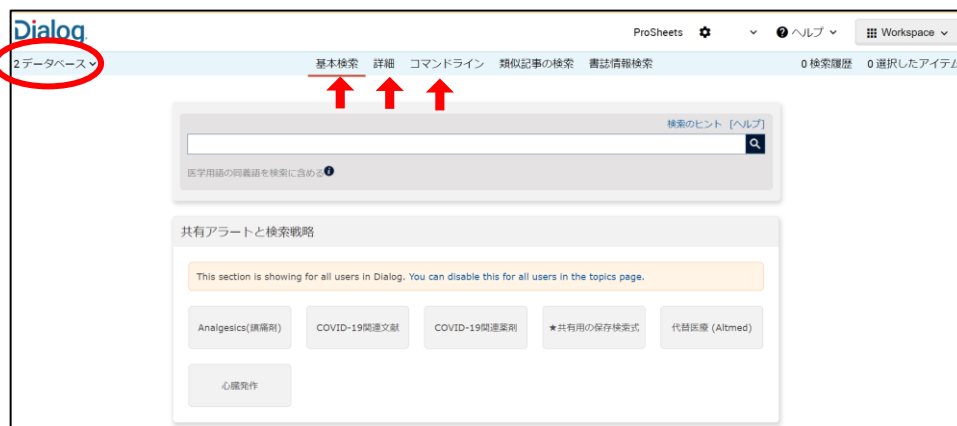 Dialog.
ProSheets ヘルプ Workspace
2データベース 基本検索 詳細 コマンドライン 類似記事の検索 書誌情報検索 0 検索履歴 0 選択したアイテム
検索のヒント [ヘルプ]
医学用語の同義語を検索に含める
共有アラートと検索戦略
This section is showing for all users in Dialog. You can disable this for all users in the topics page.
Analgesics(鎮痛剤) COVID-19関連文献 COVID-19関連薬剤 ★共有用の保存検索式 代替医療 (Altmed)
心臓発作